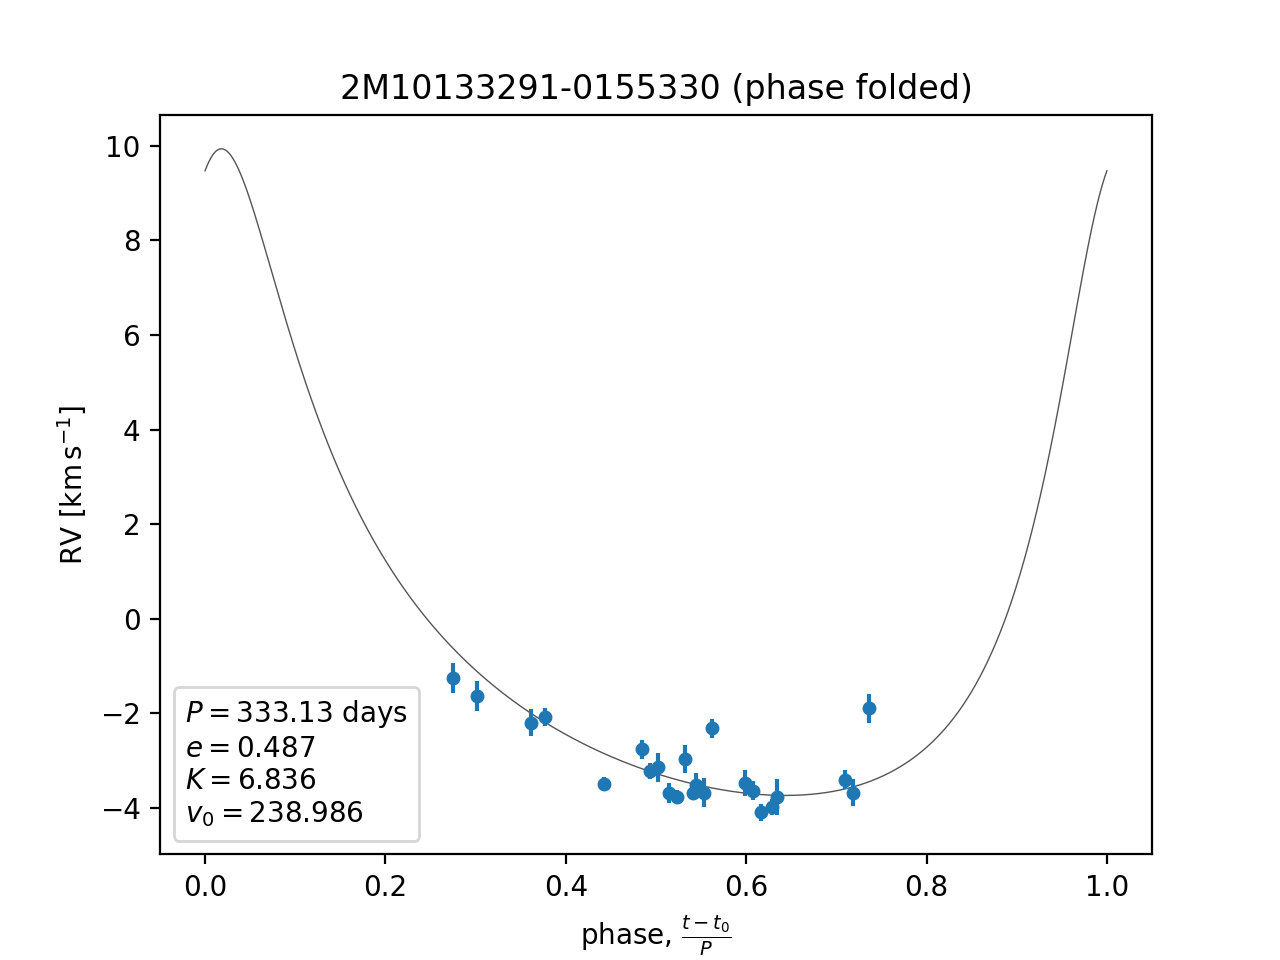 2M10133291-0155330 (phase folded)
10
8
6
4
2
0
−2
−4
RV [km s⁻¹]
P = 333.13 days
e = 0.487
K = 6.836
v₀ = 238.986
0.0 0.2 0.4 0.6 0.8 1.0
phase, (t − t₀)/P